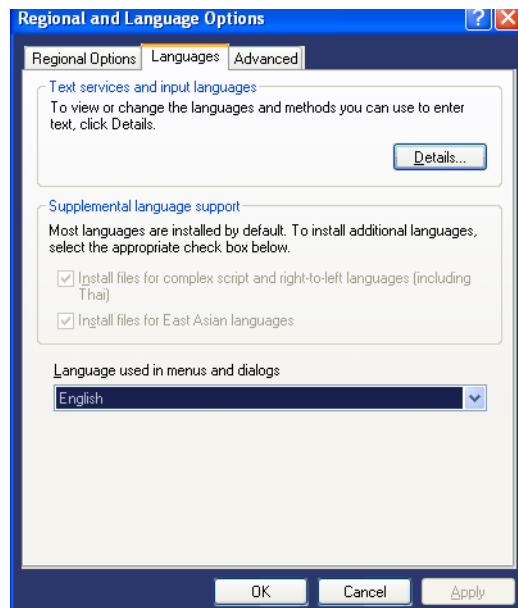 Regional and Language Options
Regional Options Languages Advanced
Text services and input languages
To view or change the languages and methods you can use to enter
text, click Details.
Details...
Supplemental language support
Most languages are installed by default. To install additional languages,
select the appropriate check box below.
Install files for complex script and right-to-left languages (including
Thai)
Install files for East Asian languages
Language used in menus and dialogs
English
OK Cancel Apply